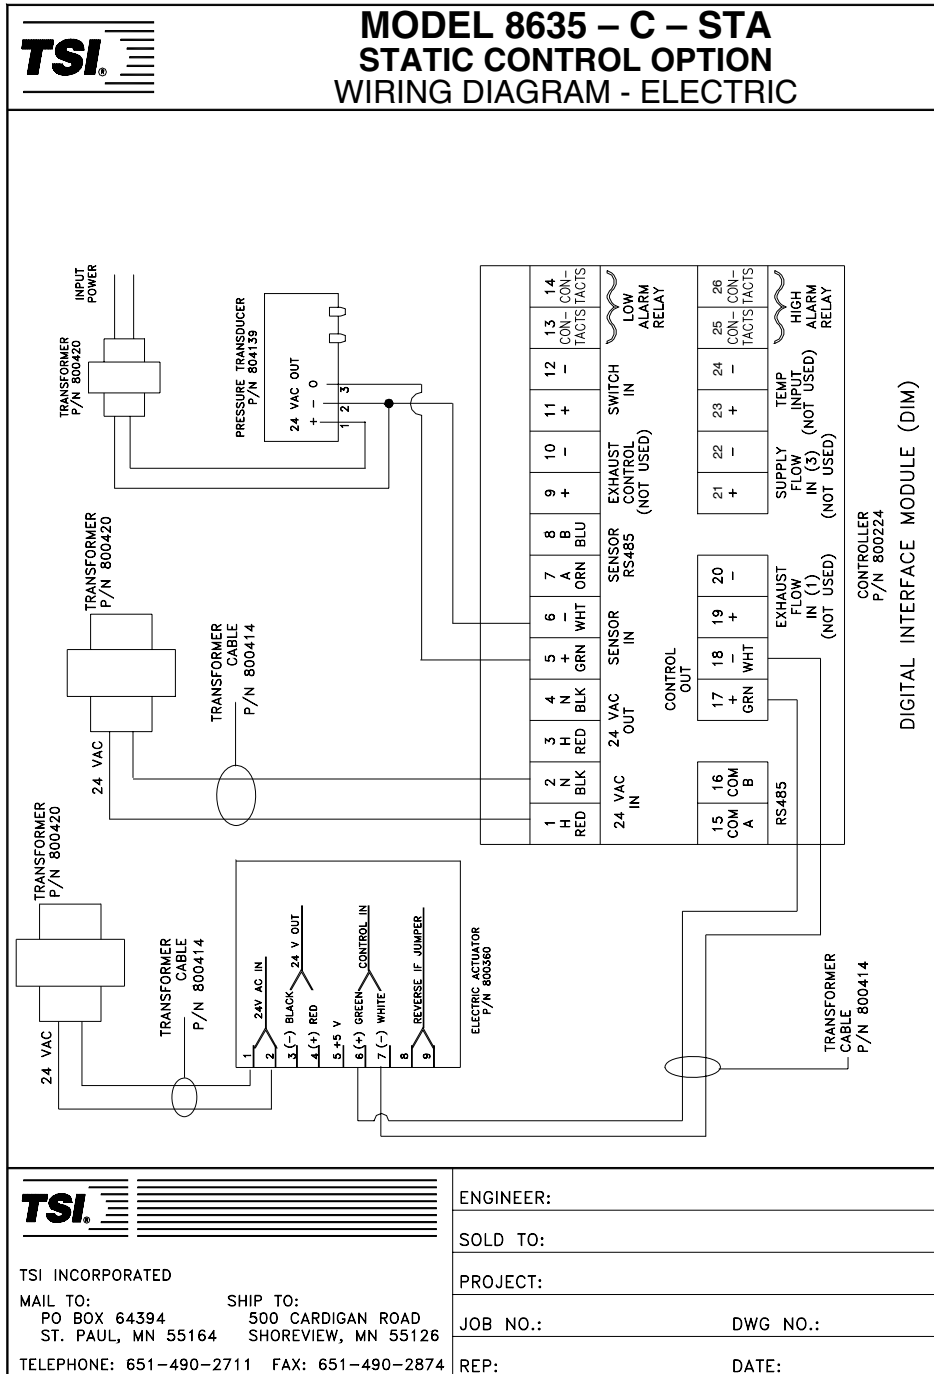 TSI®
MODEL 8635 – C – STA
STATIC CONTROL OPTION
WIRING DIAGRAM - ELECTRIC
INPUT
POWER
TRANSFORMER
P/N 800420
PRESSURE TRANSDUCER
P/N 804139
24 VAC OUT
+ – O
1 2 3
TRANSFORMER
P/N 800420
24 VAC
TRANSFORMER
CABLE
P/N 800414
TRANSFORMER
P/N 800420
24 VAC
TRANSFORMER
CABLE
P/N 800414
1
2
24V AC IN
3 (–) BLACK
4 (+) RED
24 V OUT
5 +5 V
6 (+) GREEN
7 (–) WHITE
CONTROL IN
8
9
REVERSE IF JUMPER
ELECTRIC ACTUATOR
P/N 800360
1 H RED
2 N BLK
24 VAC
IN
3 H RED
4 N BLK
24 VAC
OUT
5 + GRN
6 – WHT
SENSOR
IN
7 A ORN
8 B BLU
SENSOR
RS485
9 +
10 –
EXHAUST
CONTROL
(NOT USED)
11 +
12 –
SWITCH
IN
13 CON–TACTS
14 CON–TACTS
LOW
ALARM
RELAY
15 COM A
16 COM B
RS485
17 + GRN
18 – WHT
CONTROL
OUT
19 +
20 –
EXHAUST
FLOW
IN (1)
(NOT USED)
21 +
22 –
SUPPLY
FLOW
IN (3)
(NOT USED)
23 +
24 –
TEMP
INPUT
(NOT USED)
25 CON–TACTS
26 CON–TACTS
HIGH
ALARM
RELAY
CONTROLLER
P/N 800224
DIGITAL INTERFACE MODULE (DIM)
TRANSFORMER
CABLE
P/N 800414
TSI®
TSI INCORPORATED
MAIL TO:
PO BOX 64394
ST. PAUL, MN 55164
SHIP TO:
500 CARDIGAN ROAD
SHOREVIEW, MN 55126
TELEPHONE: 651–490–2711 FAX: 651–490–2874
ENGINEER:
SOLD TO:
PROJECT:
JOB NO.: DWG NO.:
REP: DATE: